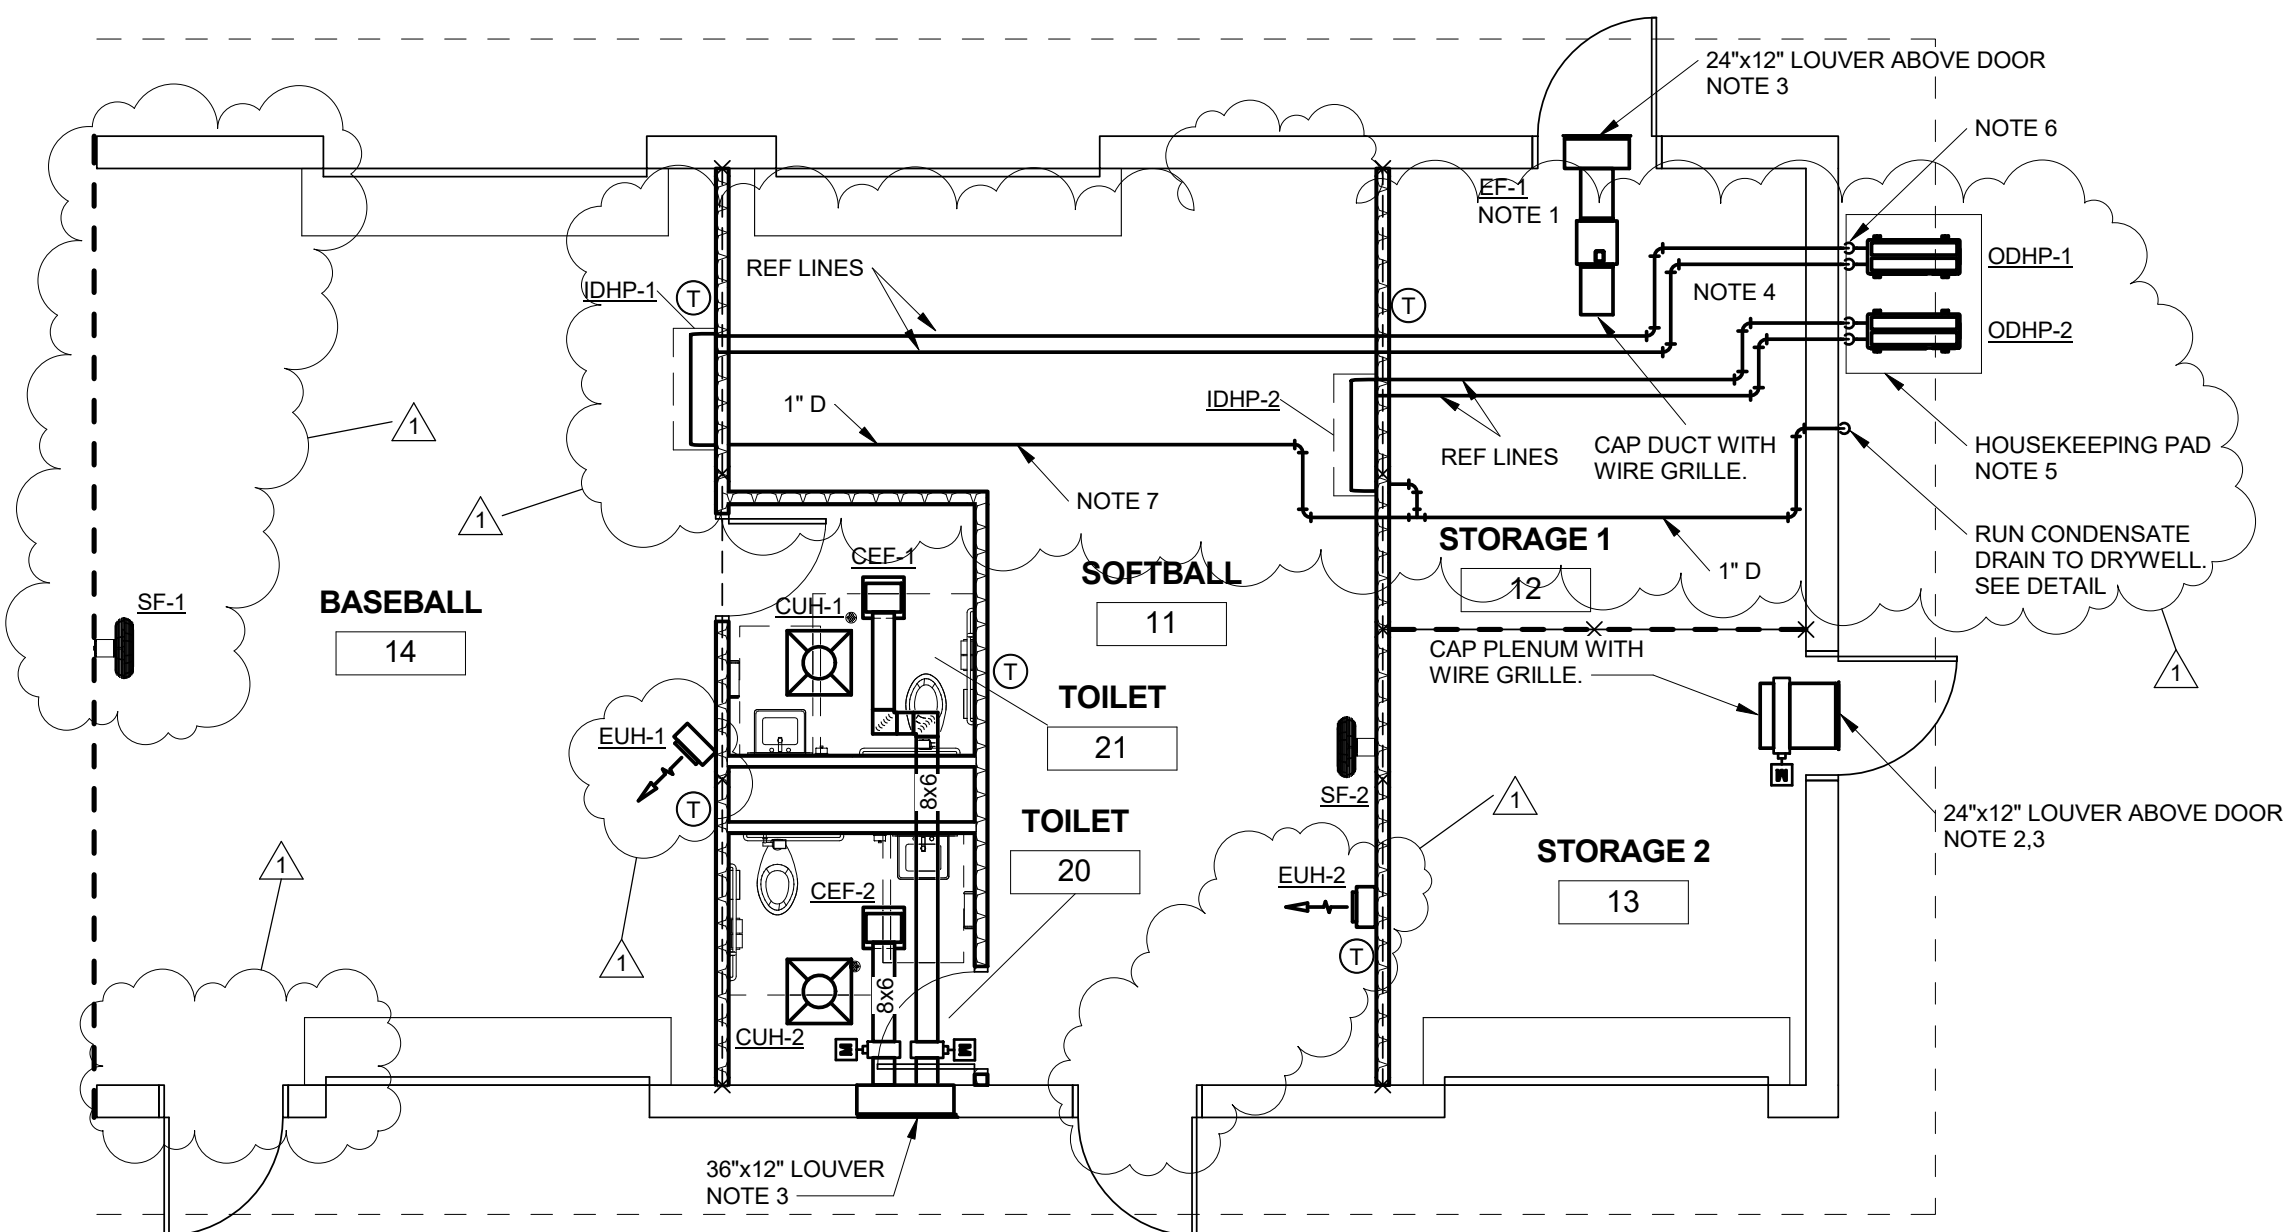 24"x12" LOUVER ABOVE DOOR
NOTE 3
NOTE 6
EF-1
NOTE 1
REF LINES
IDHP-1
T
T
NOTE 4
ODHP-1
ODHP-2
1" D
IDHP-2
REF LINES
CAP DUCT WITH
WIRE GRILLE.
HOUSEKEEPING PAD
NOTE 5
1
1
NOTE 7
STORAGE 1
12
1" D
RUN CONDENSATE
DRAIN TO DRYWELL.
SEE DETAIL
1
CEF-1
SOFTBALL
11
CUH-1
SF-1
BASEBALL
14
CAP PLENUM WITH
WIRE GRILLE.
T
TOILET
21
EUH-1
T
8x6
M
SF-2
1
24"x12" LOUVER ABOVE DOOR
NOTE 2,3
TOILET
20
STORAGE 2
13
1
CEF-2
EUH-2
1
T
8x6
CUH-2
M
M
36"x12" LOUVER
NOTE 3